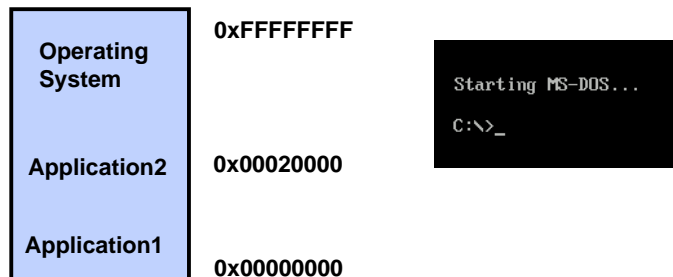 Operating
System
Application2
Application1
0xFFFFFFFF
0x00020000
0x00000000
Starting MS-DOS...
C:\>_